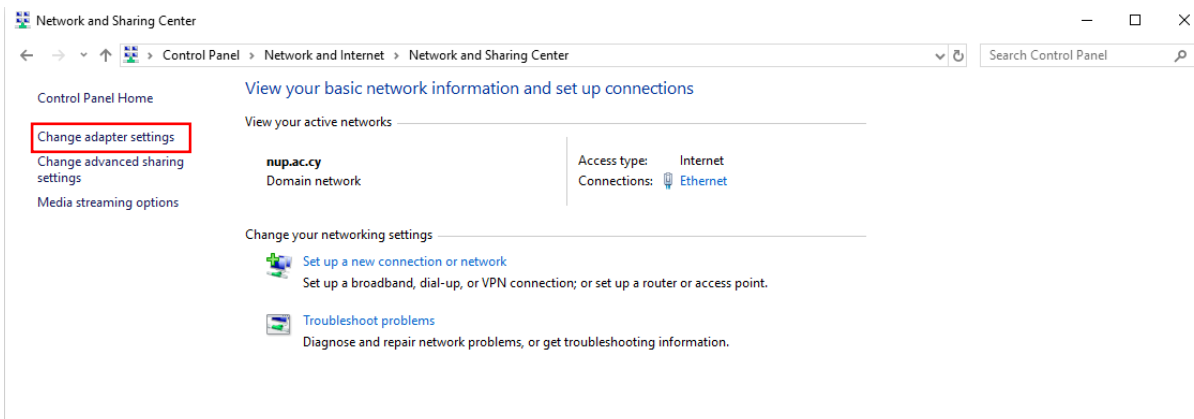 Network and Sharing Center
Control Panel > Network and Internet > Network and Sharing Center
Search Control Panel
Control Panel Home
Change adapter settings
Change advanced sharing
settings
Media streaming options
View your basic network information and set up connections
View your active networks
nup.ac.cy
Domain network
Access type: Internet
Connections: Ethernet
Change your networking settings
Set up a new connection or network
Set up a broadband, dial-up, or VPN connection; or set up a router or access point.
Troubleshoot problems
Diagnose and repair network problems, or get troubleshooting information.